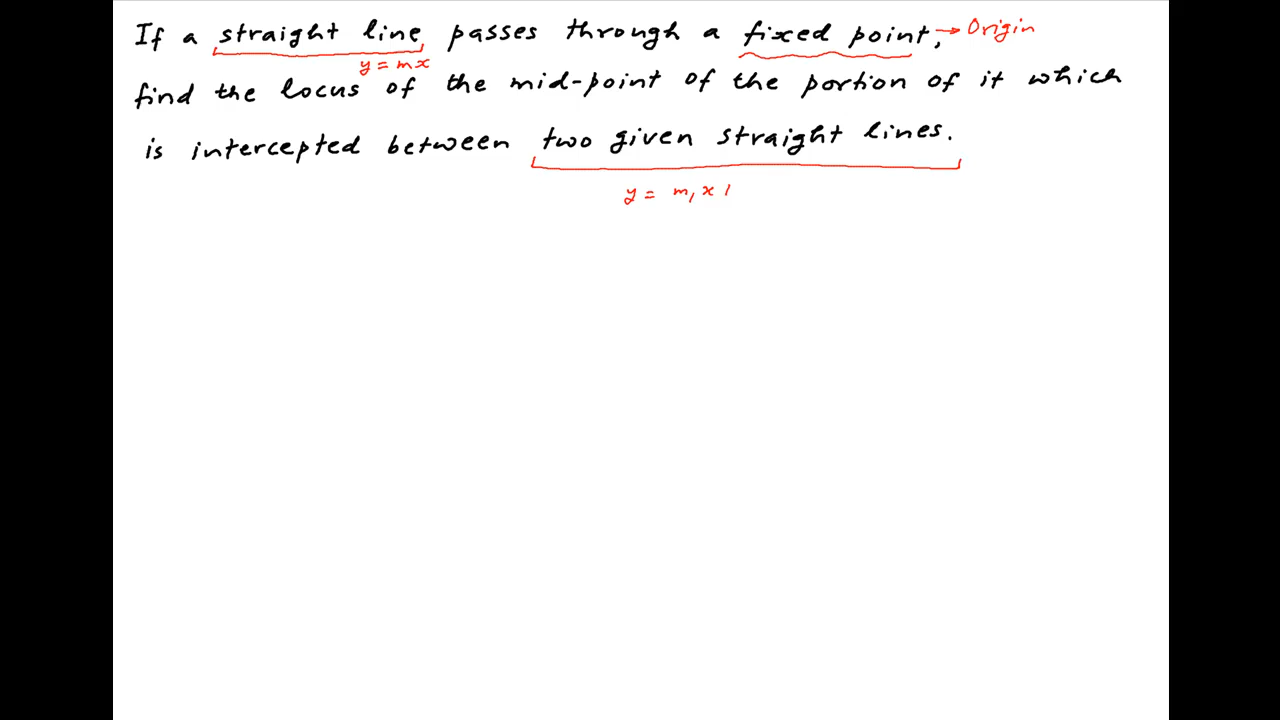 If a straight line passes through a fixed point, → Origin
y = mx
find the locus of the mid-point of the portion of it which
is intercepted between two given straight lines.
y = m₁x